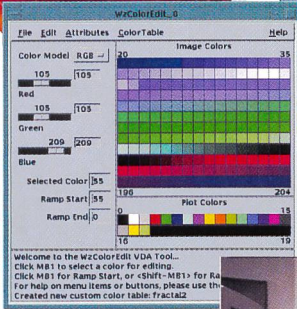 WzColorEdit_0
File Edit Attributes ColorTable Help
Color Model RGB
Image Colors
20 35
105 105
Red
105 105
Green
209 209
Blue
Selected Color 55
Ramp Start 55
Ramp End 0
196 204
Plot Colors
0 15
16 19
Welcome to the WzColorEdit VDA Tool...
Click MB1 to select a color for editing.
Click MB1 for Ramp Start, or <Shift-MB1> for Ra
For help on menu items or buttons, please use th
Created new custom color table: fractal2